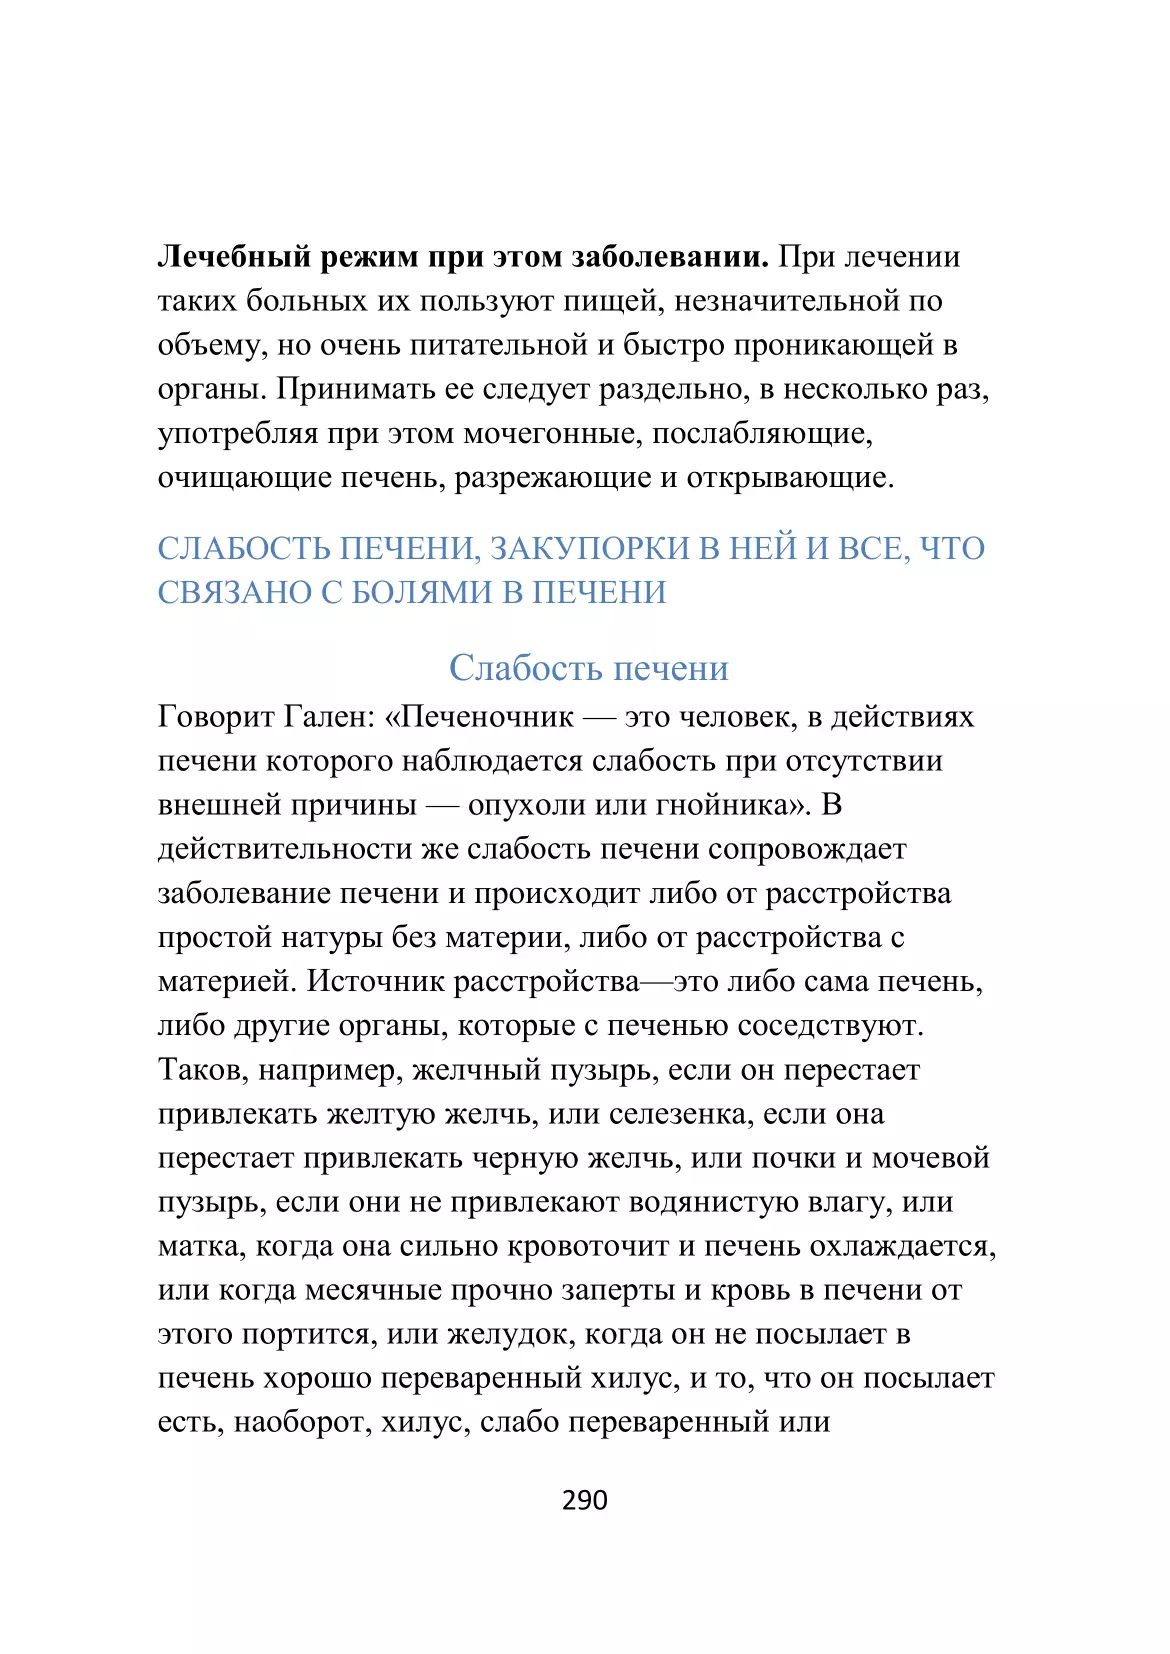 Лечебный режим при этом заболевании. При лечении
таких больных их пользуют пищей, незначительной по
объему, но очень питательной и быстро проникающей в
органы. Принимать ее следует раздельно, в несколько раз,
употребляя при этом мочегонные, послабляющие,
очищающие печень, разрежающие и открывающие.
СЛАБОСТЬ ПЕЧЕНИ, ЗАКУПОРКИ В НЕЙ И ВСЕ, ЧТО
СВЯЗАНО С БОЛЯМИ В ПЕЧЕНИ
Слабость печени
Говорит Гален: «Печеночник — это человек, в действиях
печени которого наблюдается слабость при отсутствии
внешней причины — опухоли или гнойника». В
действительности же слабость печени сопровождает
заболевание печени и происходит либо от расстройства
простой натуры без материи, либо от расстройства с
материей. Источник расстройства—это либо сама печень,
либо другие органы, которые с печенью соседствуют.
Таков, например, желчный пузырь, если он перестает
привлекать желтую желчь, или селезенка, если она
перестает привлекать черную желчь, или почки и мочевой
пузырь, если они не привлекают водянистую влагу, или
матка, когда она сильно кровоточит и печень охлаждается,
или когда месячные прочно заперты и кровь в печени от
этого портится, или желудок, когда он не посылает в
печень хорошо переваренный хилус, и то, что он посылает
есть, наоборот, хилус, слабо переваренный или
290